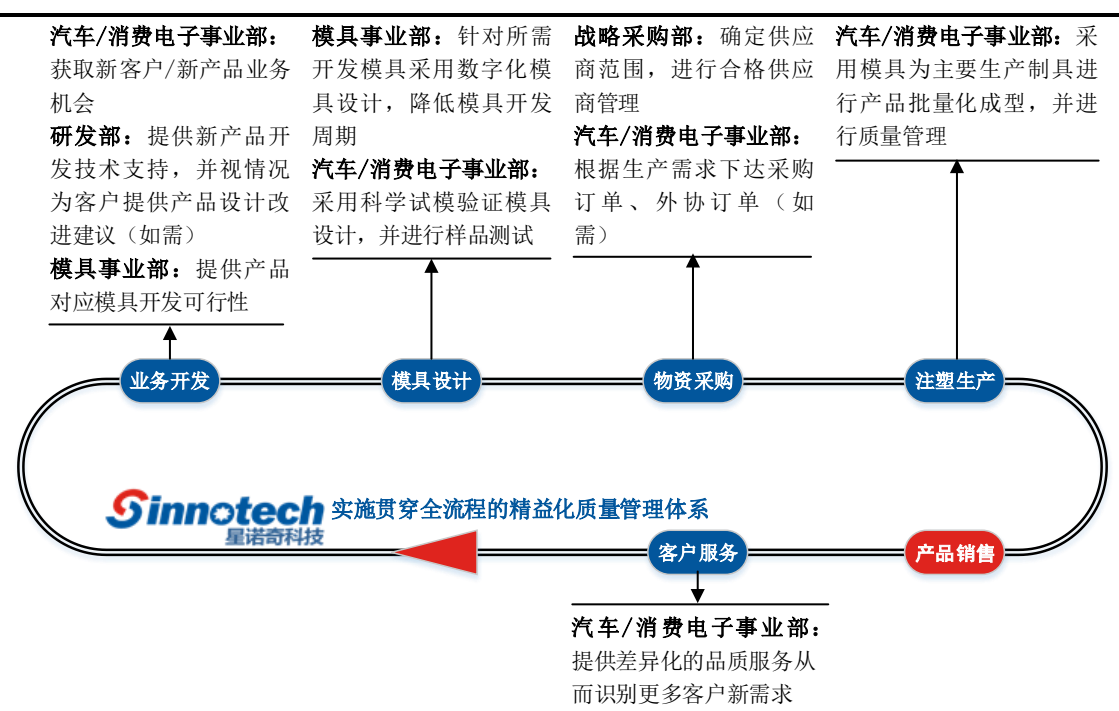 汽车/消费电子事业部：
获取新客户/新产品业务
机会
研发部：提供新产品开
发技术支持，并视情况
为客户提供产品设计改
进建议（如需）
模具事业部：提供产品
对应模具开发可行性
模具事业部：针对所需
开发模具采用数字化模
具设计，降低模具开发
周期
汽车/消费电子事业部：
采用科学试模验证模具
设计，并进行样品测试
战略采购部：确定供应
商范围，进行合格供应
商管理
汽车/消费电子事业部：
根据生产需求下达采购
订单、外协订单（如
需）
汽车/消费电子事业部：采
用模具为主要生产制具进
行产品批量化成型，并进
行质量管理
业务开发
模具设计
物资采购
注塑生产
Sinnotech
星诺奇科技
实施贯穿全流程的精益化质量管理体系
客户服务
产品销售
汽车/消费电子事业部：
提供差异化的品质服务从
而识别更多客户新需求